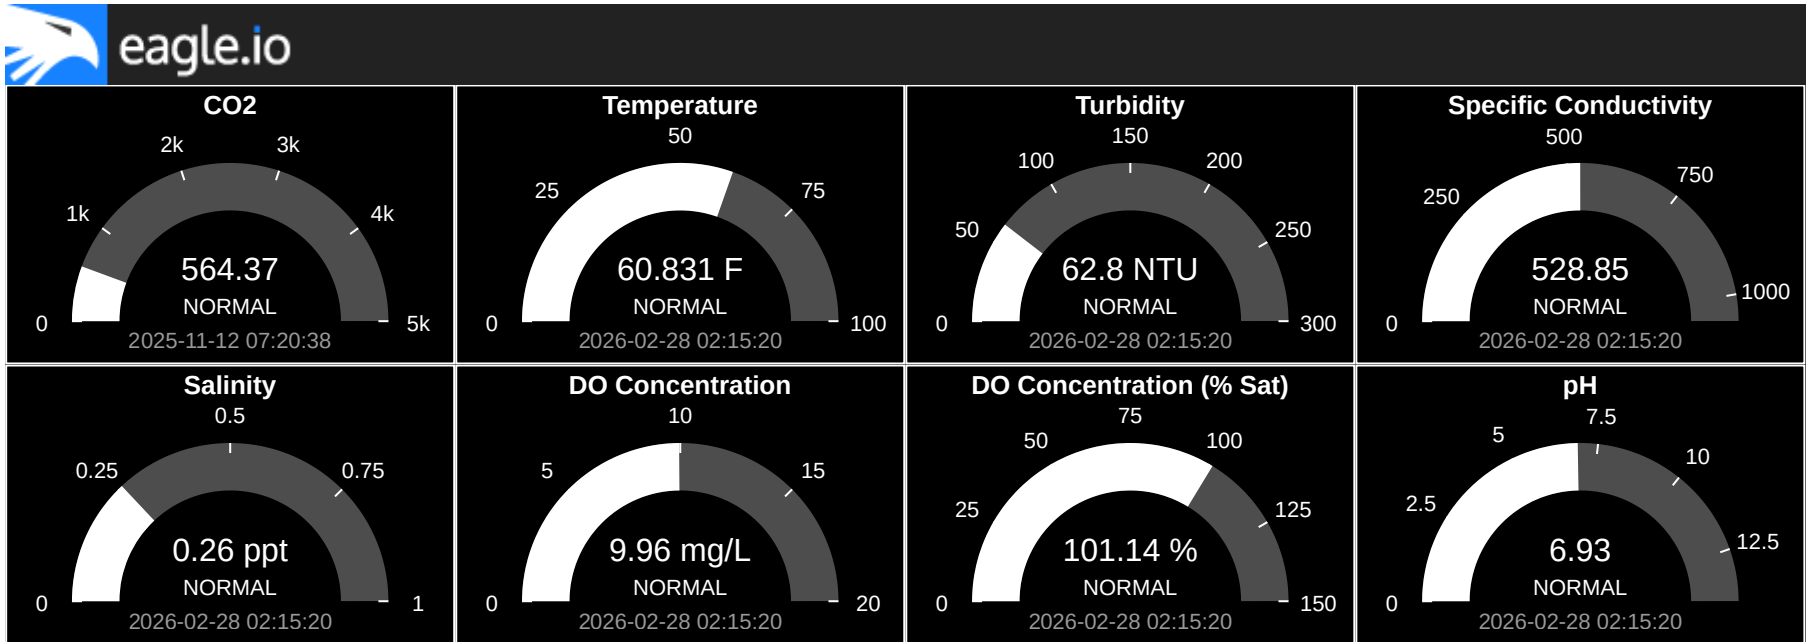 eagle.io
CO2
0
1k
2k
3k
4k
5k
564.37
NORMAL
2025-11-12 07:20:38
Temperature
0
25
50
75
100
60.831 F
NORMAL
2026-02-28 02:15:20
Turbidity
0
50
100
150
200
250
300
62.8 NTU
NORMAL
2026-02-28 02:15:20
Specific Conductivity
0
250
500
750
1000
528.85
NORMAL
2026-02-28 02:15:20
Salinity
0
0.25
0.5
0.75
1
0.26 ppt
NORMAL
2026-02-28 02:15:20
DO Concentration
0
5
10
15
20
9.96 mg/L
NORMAL
2026-02-28 02:15:20
DO Concentration (% Sat)
0
25
50
75
100
125
150
101.14 %
NORMAL
2026-02-28 02:15:20
pH
0
2.5
5
7.5
10
12.5
6.93
NORMAL
2026-02-28 02:15:20